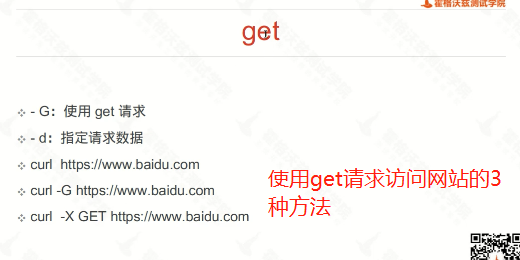 霍格沃兹测试学院
get
- G：使用 get 请求
- d：指定请求数据
curl  https://www.baidu.com
curl -G https://www.baidu.com
curl  -X GET https://www.baidu.com
使用get请求访问网站的3
种方法